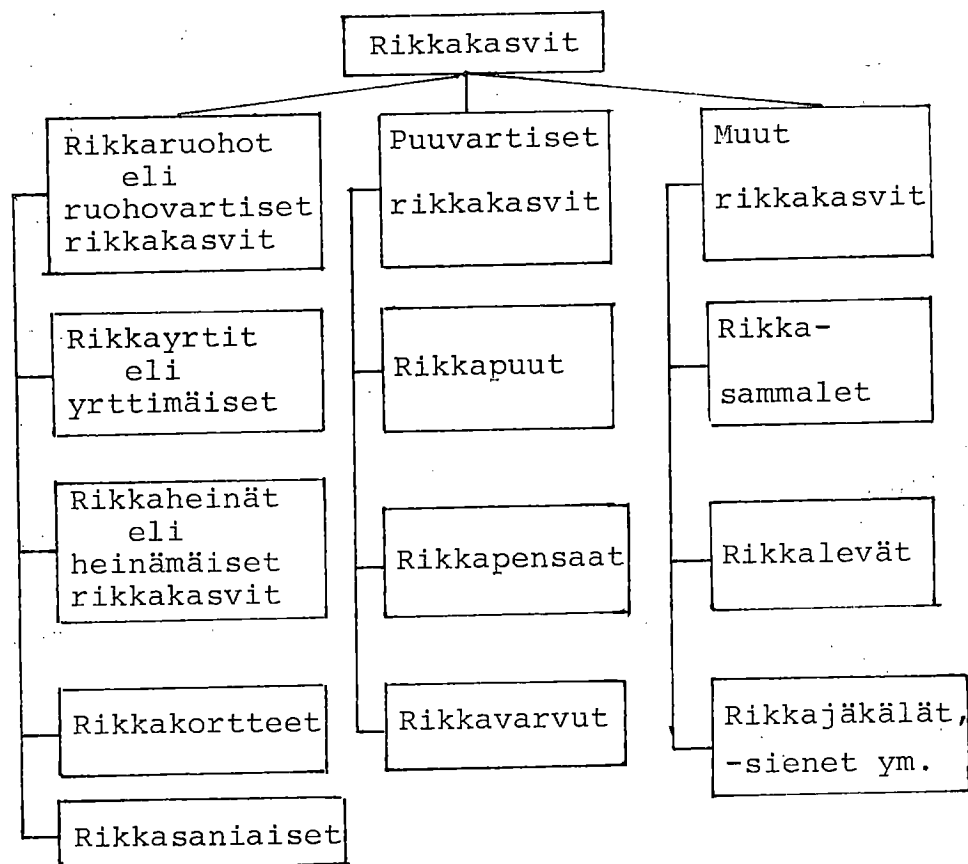 Rikkakasvit
Rikkaruohot
eli
ruohovartiset
rikkakasvit
Rikkayrtit
eli
yrttimäiset
Rikkaheinät
eli
heinämäiset
rikkakasvit
Rikkakortteet
Rikkasaniaiset
Puuvartiset
rikkakasvit
Rikkapuut
Rikkapensaat
Rikkavarvut
Muut
rikkakasvit
Rikka-
sammalet
Rikkalevät
Rikkajäkälät,
-sienet ym.